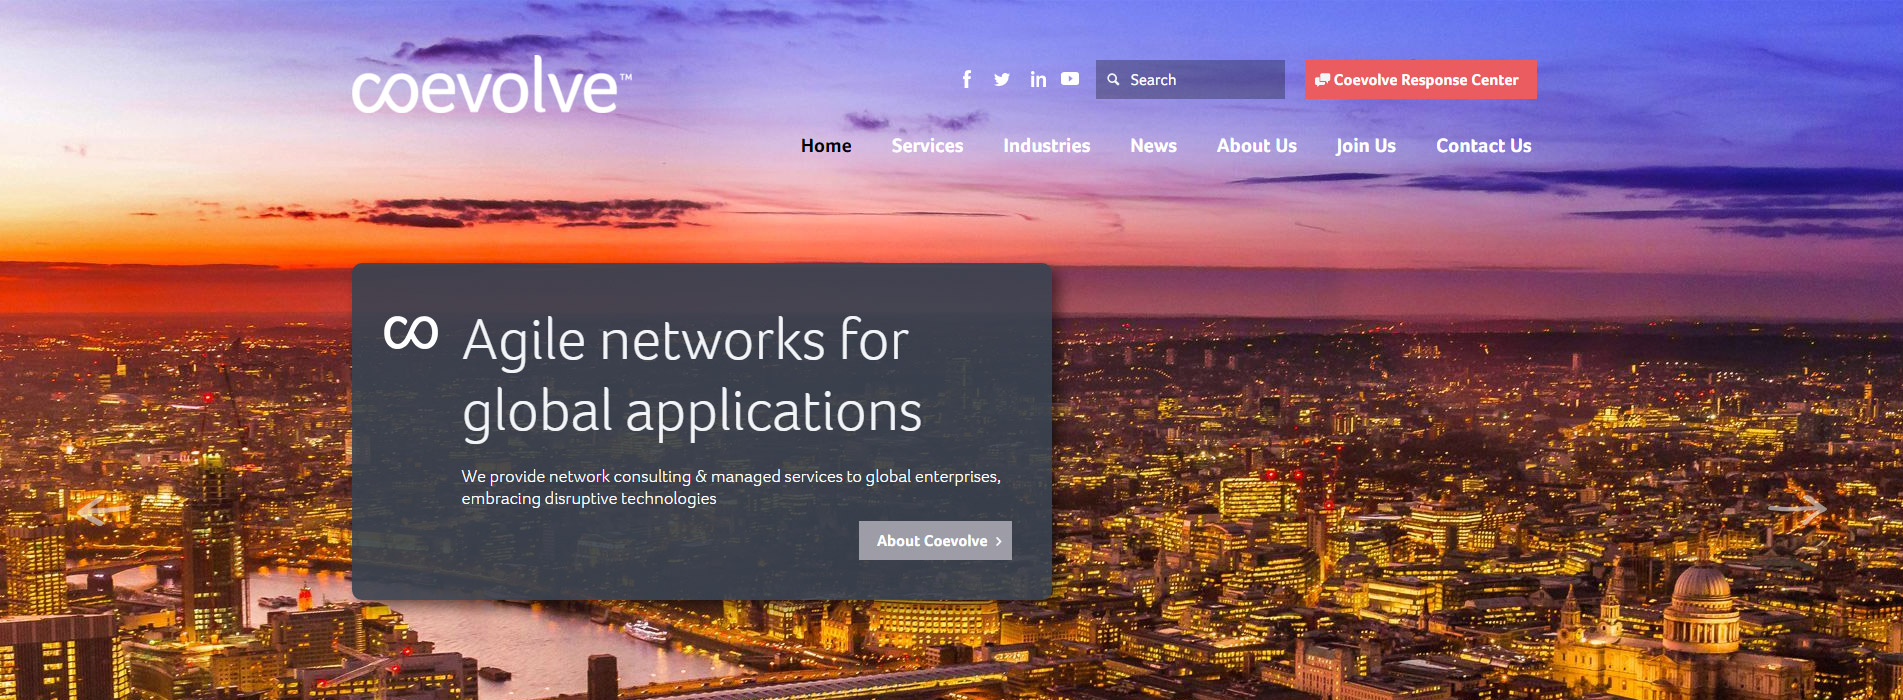 coevolve™
Search
Coevolve Response Center
Home Services Industries News About Us Join Us Contact Us
Agile networks for
global applications
We provide network consulting & managed services to global enterprises,
embracing disruptive technologies
About Coevolve